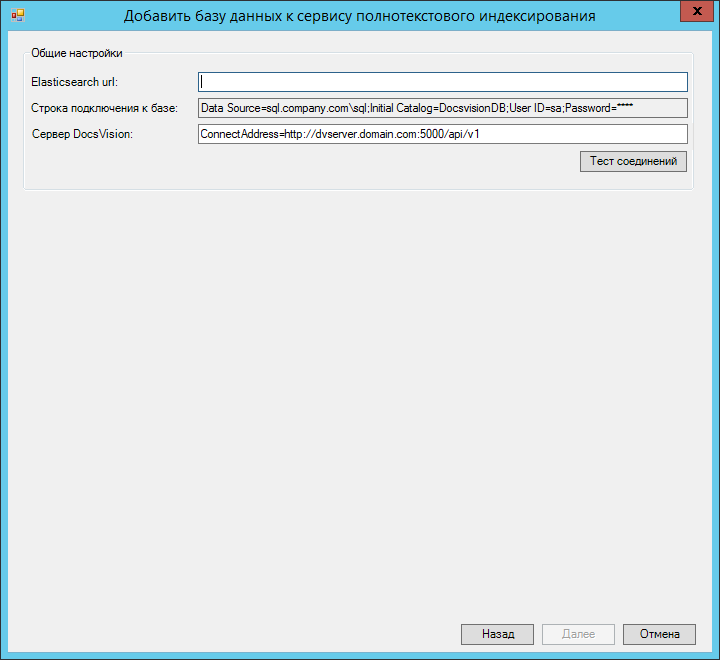 Добавить базу данных к сервису полнотекстового индексирования
x
Общие настройки
Elasticsearch url:
Строка подключения к базе: Data Source=sql.company.com\sql;Initial Catalog=DocsvisionDB;User ID=sa;Password=****
Сервер DocsVision: ConnectAddress=http://dvserver.domain.com:5000/api/v1
Тест соединений
Назад Далее Отмена